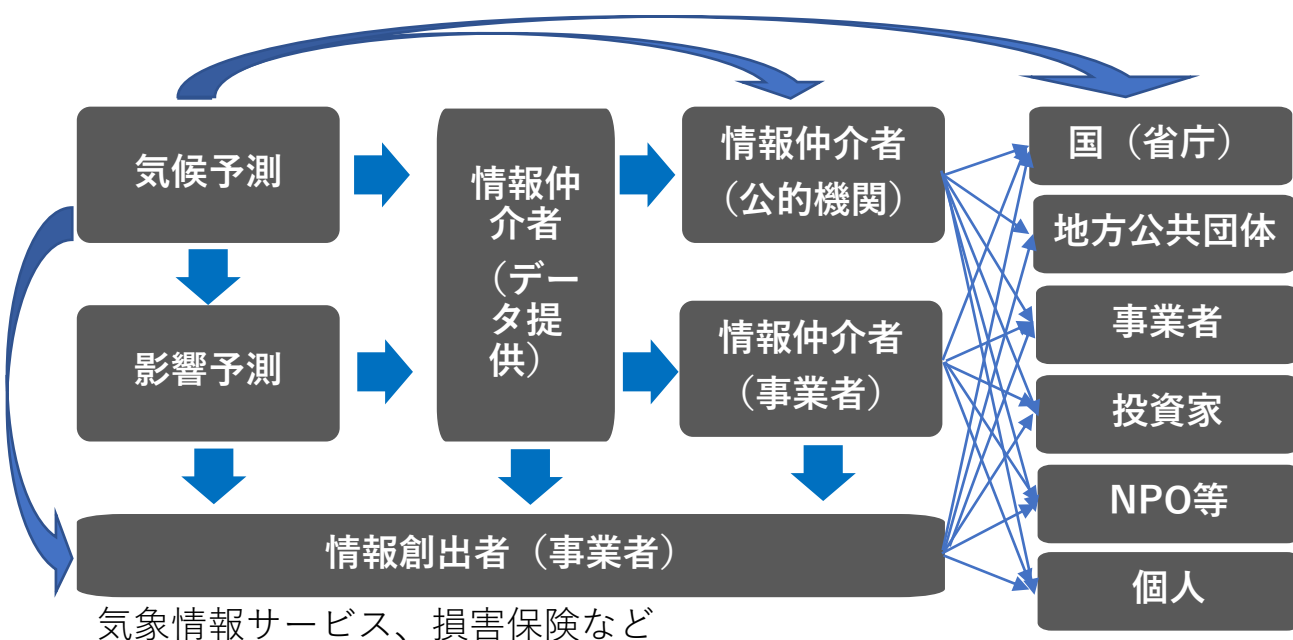 気候予測
情報仲
介者
（デー
タ提
供）
情報仲介者
（公的機関）
国（省庁）
地方公共団体
影響予測
情報仲介者
（事業者）
事業者
投資家
NPO等
情報創出者（事業者）
個人
気象情報サービス、損害保険など